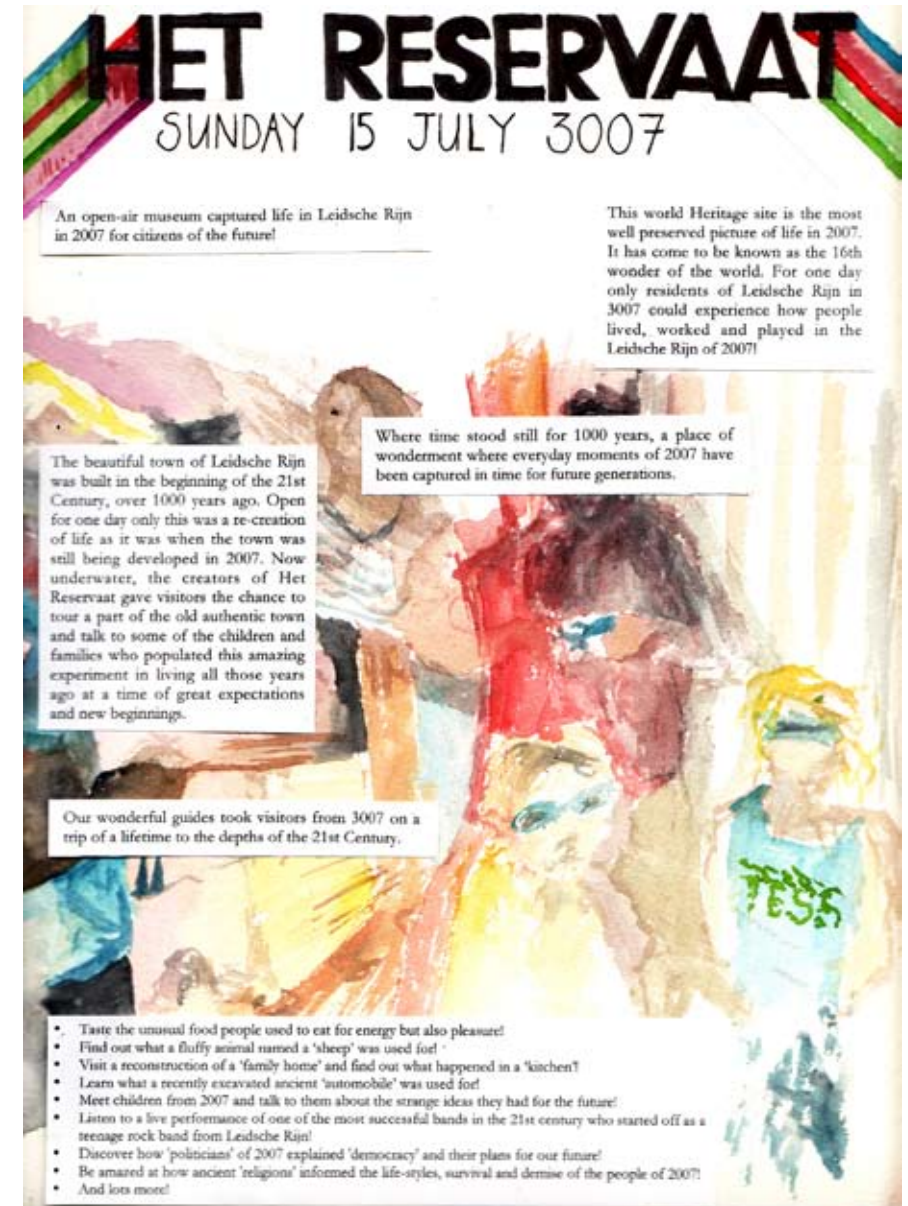 HET RESERVAAT
SUNDAY 15 JULY 3007
An open-air museum captured life in Leidsche Rijn
in 2007 for citizens of the future!
This world Heritage site is the most
well preserved picture of life in 2007.
It has come to be known as the 16th
wonder of the world. For one day
only residents of Leidsche Rijn in
3007 could experience how people
lived, worked and played in the
Leidsche Rijn of 2007!
Where time stood still for 1000 years, a place of
wonderment where everyday moments of 2007 have
been captured in time for future generations.
The beautiful town of Leidsche Rijn
was built in the beginning of the 21st
Century, over 1000 years ago. Open
for one day only this was a re-creation
of life as it was when the town was
still being developed in 2007. Now
underwater, the creators of Het
Reservaat gave visitors the chance to
tour a part of the old authentic town
and talk to some of the children and
families who populated this amazing
experiment in living all those years
ago at a time of great expectations
and new beginnings.
Our wonderful guides took visitors from 3007 on a
trip of a lifetime to the depths of the 21st Century.
TESS
• Taste the unusual food people used to eat for energy but also pleasure!
• Find out what a fluffy animal named a 'sheep' was used for!
• Visit a reconstruction of a 'family home' and find out what happened in a 'kitchen'!
• Learn what a recently excavated ancient 'automobile' was used for!
• Meet children from 2007 and talk to them about the strange ideas they had for the future!
• Listen to a live performance of one of the most successful bands in the 21st century who started off as a
teenage rock band from Leidsche Rijn!
• Discover how 'politicians' of 2007 explained 'democracy' and their plans for our future!
• Be amazed at how ancient 'religions' informed the life-styles, survival and demise of the people of 2007!
• And lots more!